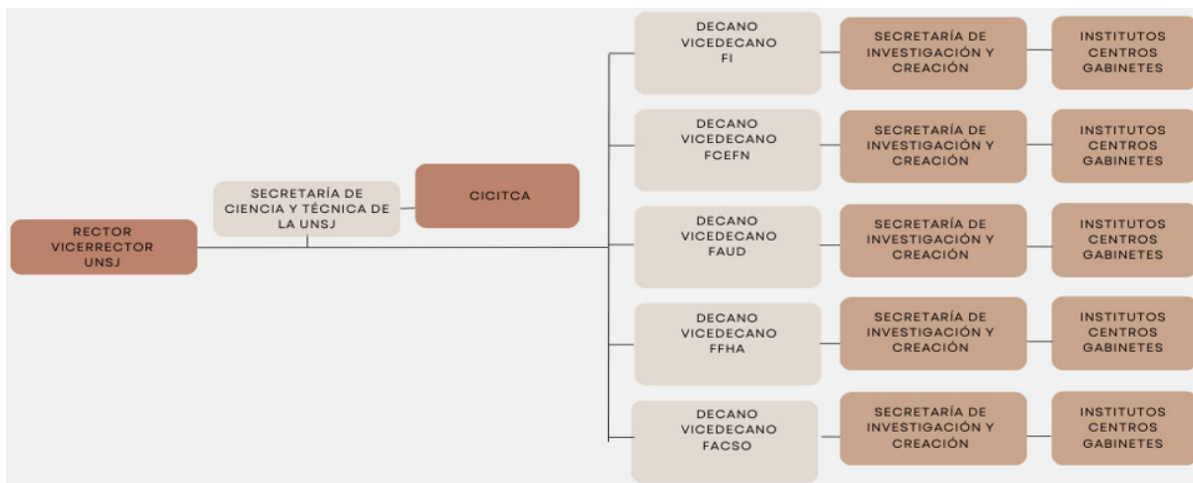 RECTOR
VICERRECTOR
UNSJ
SECRETARÍA DE
CIENCIA Y TÉCNICA DE
LA UNSJ
CICITCA
DECANO
VICEDECANO
FI
SECRETARÍA DE
INVESTIGACIÓN Y
CREACIÓN
INSTITUTOS
CENTROS
GABINETES
DECANO
VICEDECANO
FCEFN
SECRETARÍA DE
INVESTIGACIÓN Y
CREACIÓN
INSTITUTOS
CENTROS
GABINETES
DECANO
VICEDECANO
FAUD
SECRETARÍA DE
INVESTIGACIÓN Y
CREACIÓN
INSTITUTOS
CENTROS
GABINETES
DECANO
VICEDECANO
FFHA
SECRETARÍA DE
INVESTIGACIÓN Y
CREACIÓN
INSTITUTOS
CENTROS
GABINETES
DECANO
VICEDECANO
FACSO
SECRETARÍA DE
INVESTIGACIÓN Y
CREACIÓN
INSTITUTOS
CENTROS
GABINETES